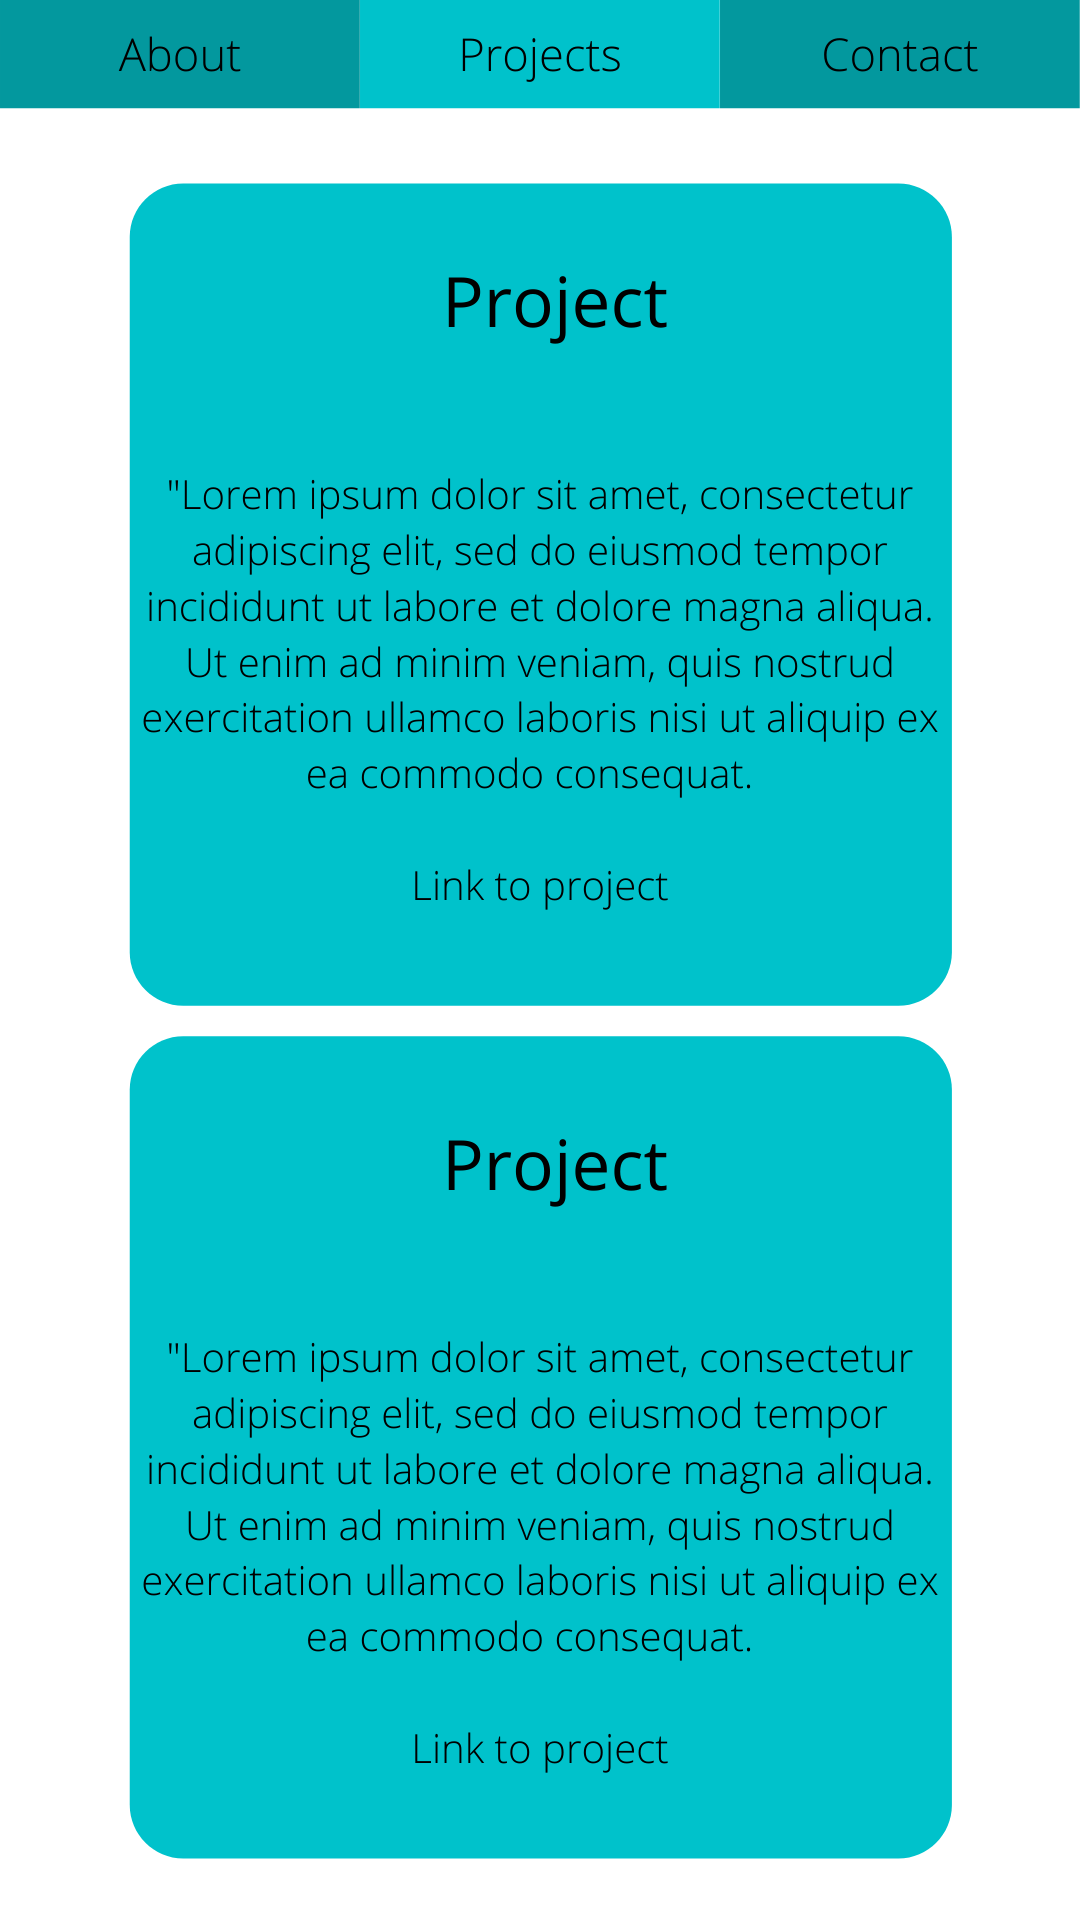 About Projects Contact
Project
"Lorem ipsum dolor sit amet, consectetur
adipiscing elit, sed do eiusmod tempor
incididunt ut labore et dolore magna aliqua.
Ut enim ad minim veniam, quis nostrud
exercitation ullamco laboris nisi ut aliquip ex
ea commodo consequat.
Link to project
Project
"Lorem ipsum dolor sit amet, consectetur
adipiscing elit, sed do eiusmod tempor
incididunt ut labore et dolore magna aliqua.
Ut enim ad minim veniam, quis nostrud
exercitation ullamco laboris nisi ut aliquip ex
ea commodo consequat.
Link to project